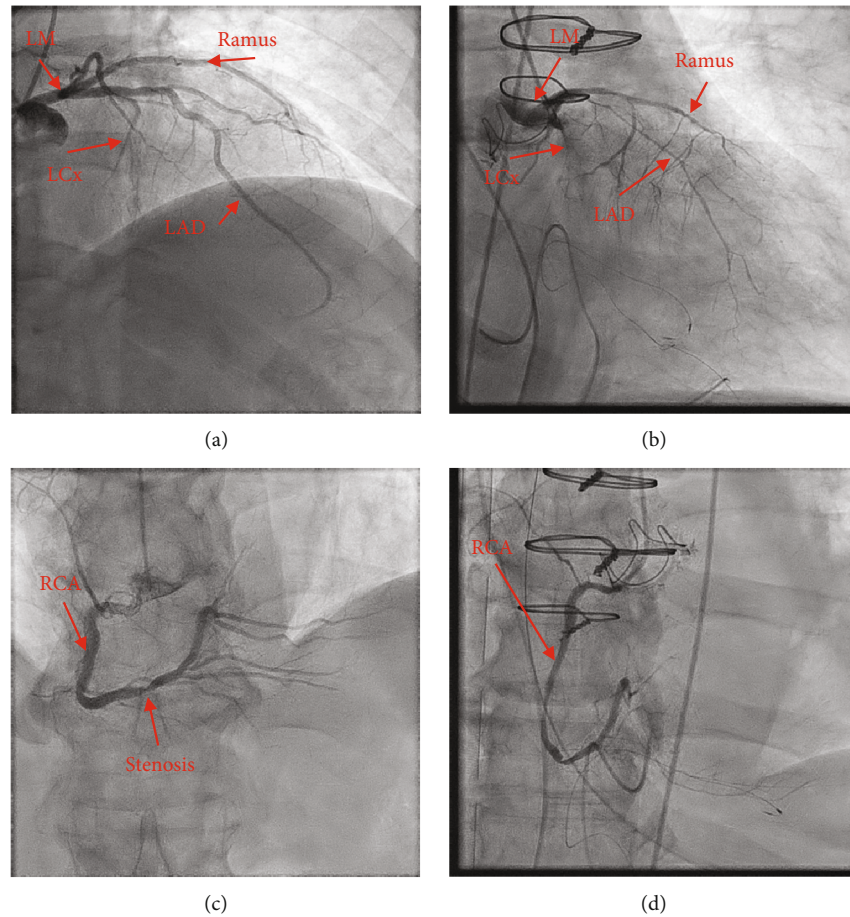 LM
Ramus
LCx
LAD
(a)
LM
Ramus
LCx
LAD
(b)
RCA
Stenosis
(c)
RCA
(d)